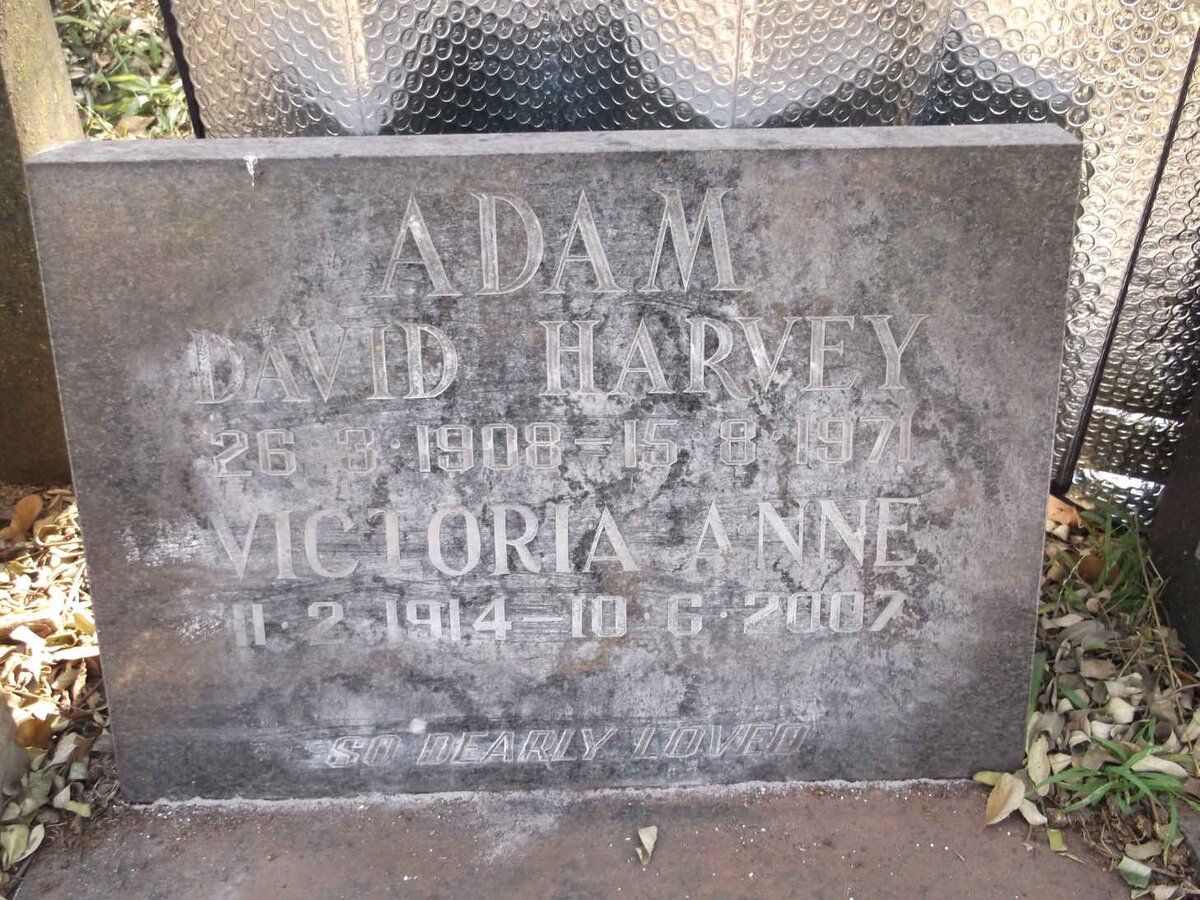 ADAM
DAVID HARVEY
26·3·1908–15·8·1971
VICTORIA ANNE
11·2·1914–10·6·2007
SO DEARLY LOVED